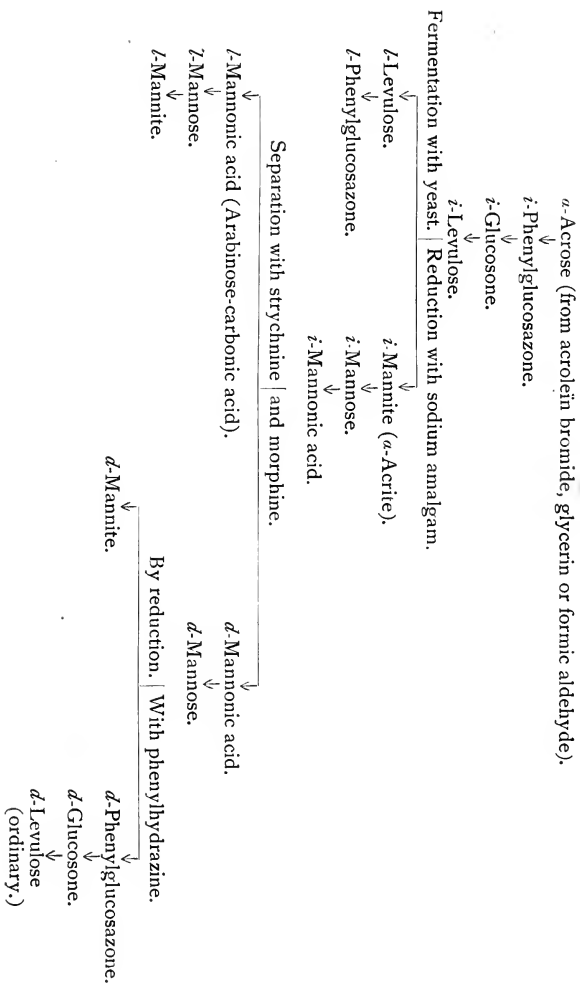 α-Acrose (from acroleïn bromide, glycerin or formic aldehyde).
i-Phenylglucosazone.
i-Glucosone.
i-Levulose.
Fermentation with yeast. | Reduction with sodium amalgam.
l-Levulose.
l-Phenylglucosazone.
i-Mannite (α-Acrite).
i-Mannose.
i-Mannonic acid.
Separation with strychnine | and morphine.
l-Mannonic acid (Arabinose-carbonic acid).
l-Mannose.
l-Mannite.
d-Mannonic acid.
d-Mannose.
By reduction. | With phenylhydrazine.
d-Mannite.
d-Phenylglucosazone.
d-Glucosone.
d-Levulose
(ordinary.)